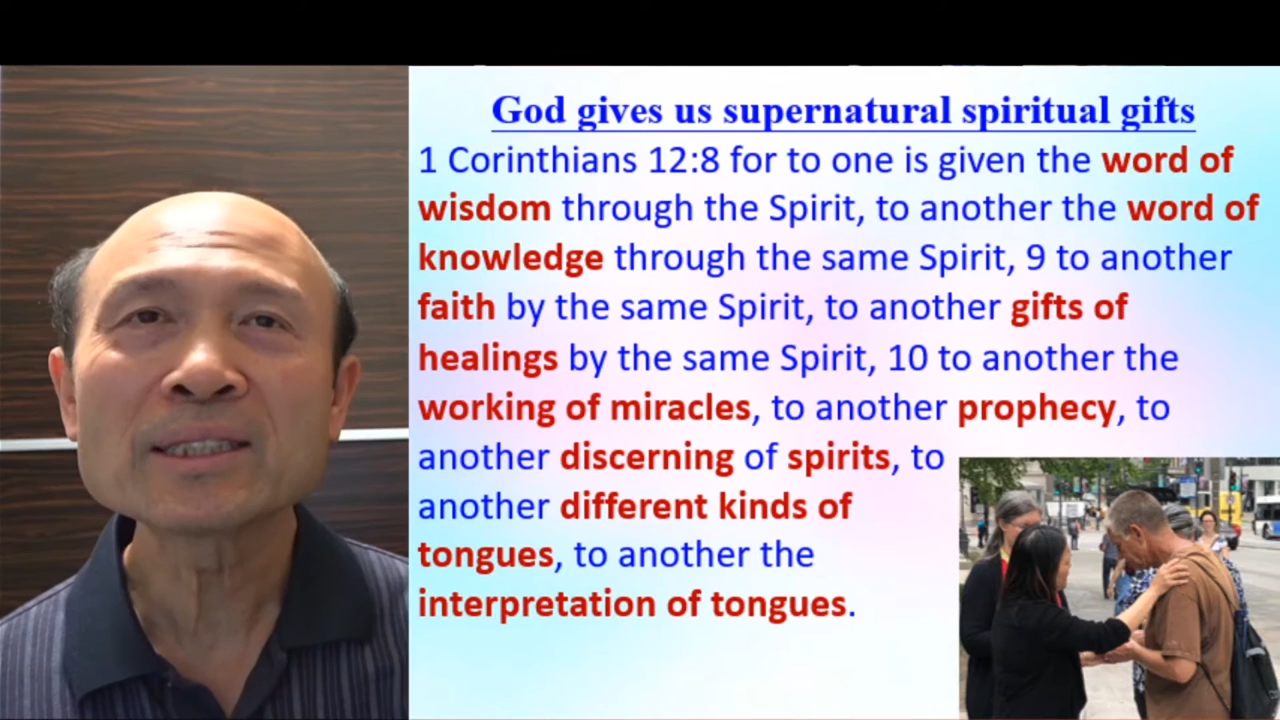 God gives us supernatural spiritual gifts
1 Corinthians 12:8 for to one is given the word of
wisdom through the Spirit, to another the word of
knowledge through the same Spirit, 9 to another
faith by the same Spirit, to another gifts of
healings by the same Spirit, 10 to another the
working of miracles, to another prophecy, to
another discerning of spirits, to
another different kinds of
tongues, to another the
interpretation of tongues.